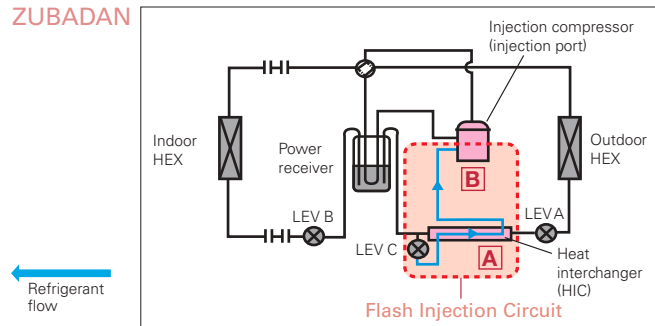 ZUBADAN
Injection compressor
(injection port)
Indoor
HEX
Power
receiver
Outdoor
HEX
B
LEV B
LEV A
LEV C
A
Heat
interchanger
(HIC)
Refrigerant
flow
Flash Injection Circuit